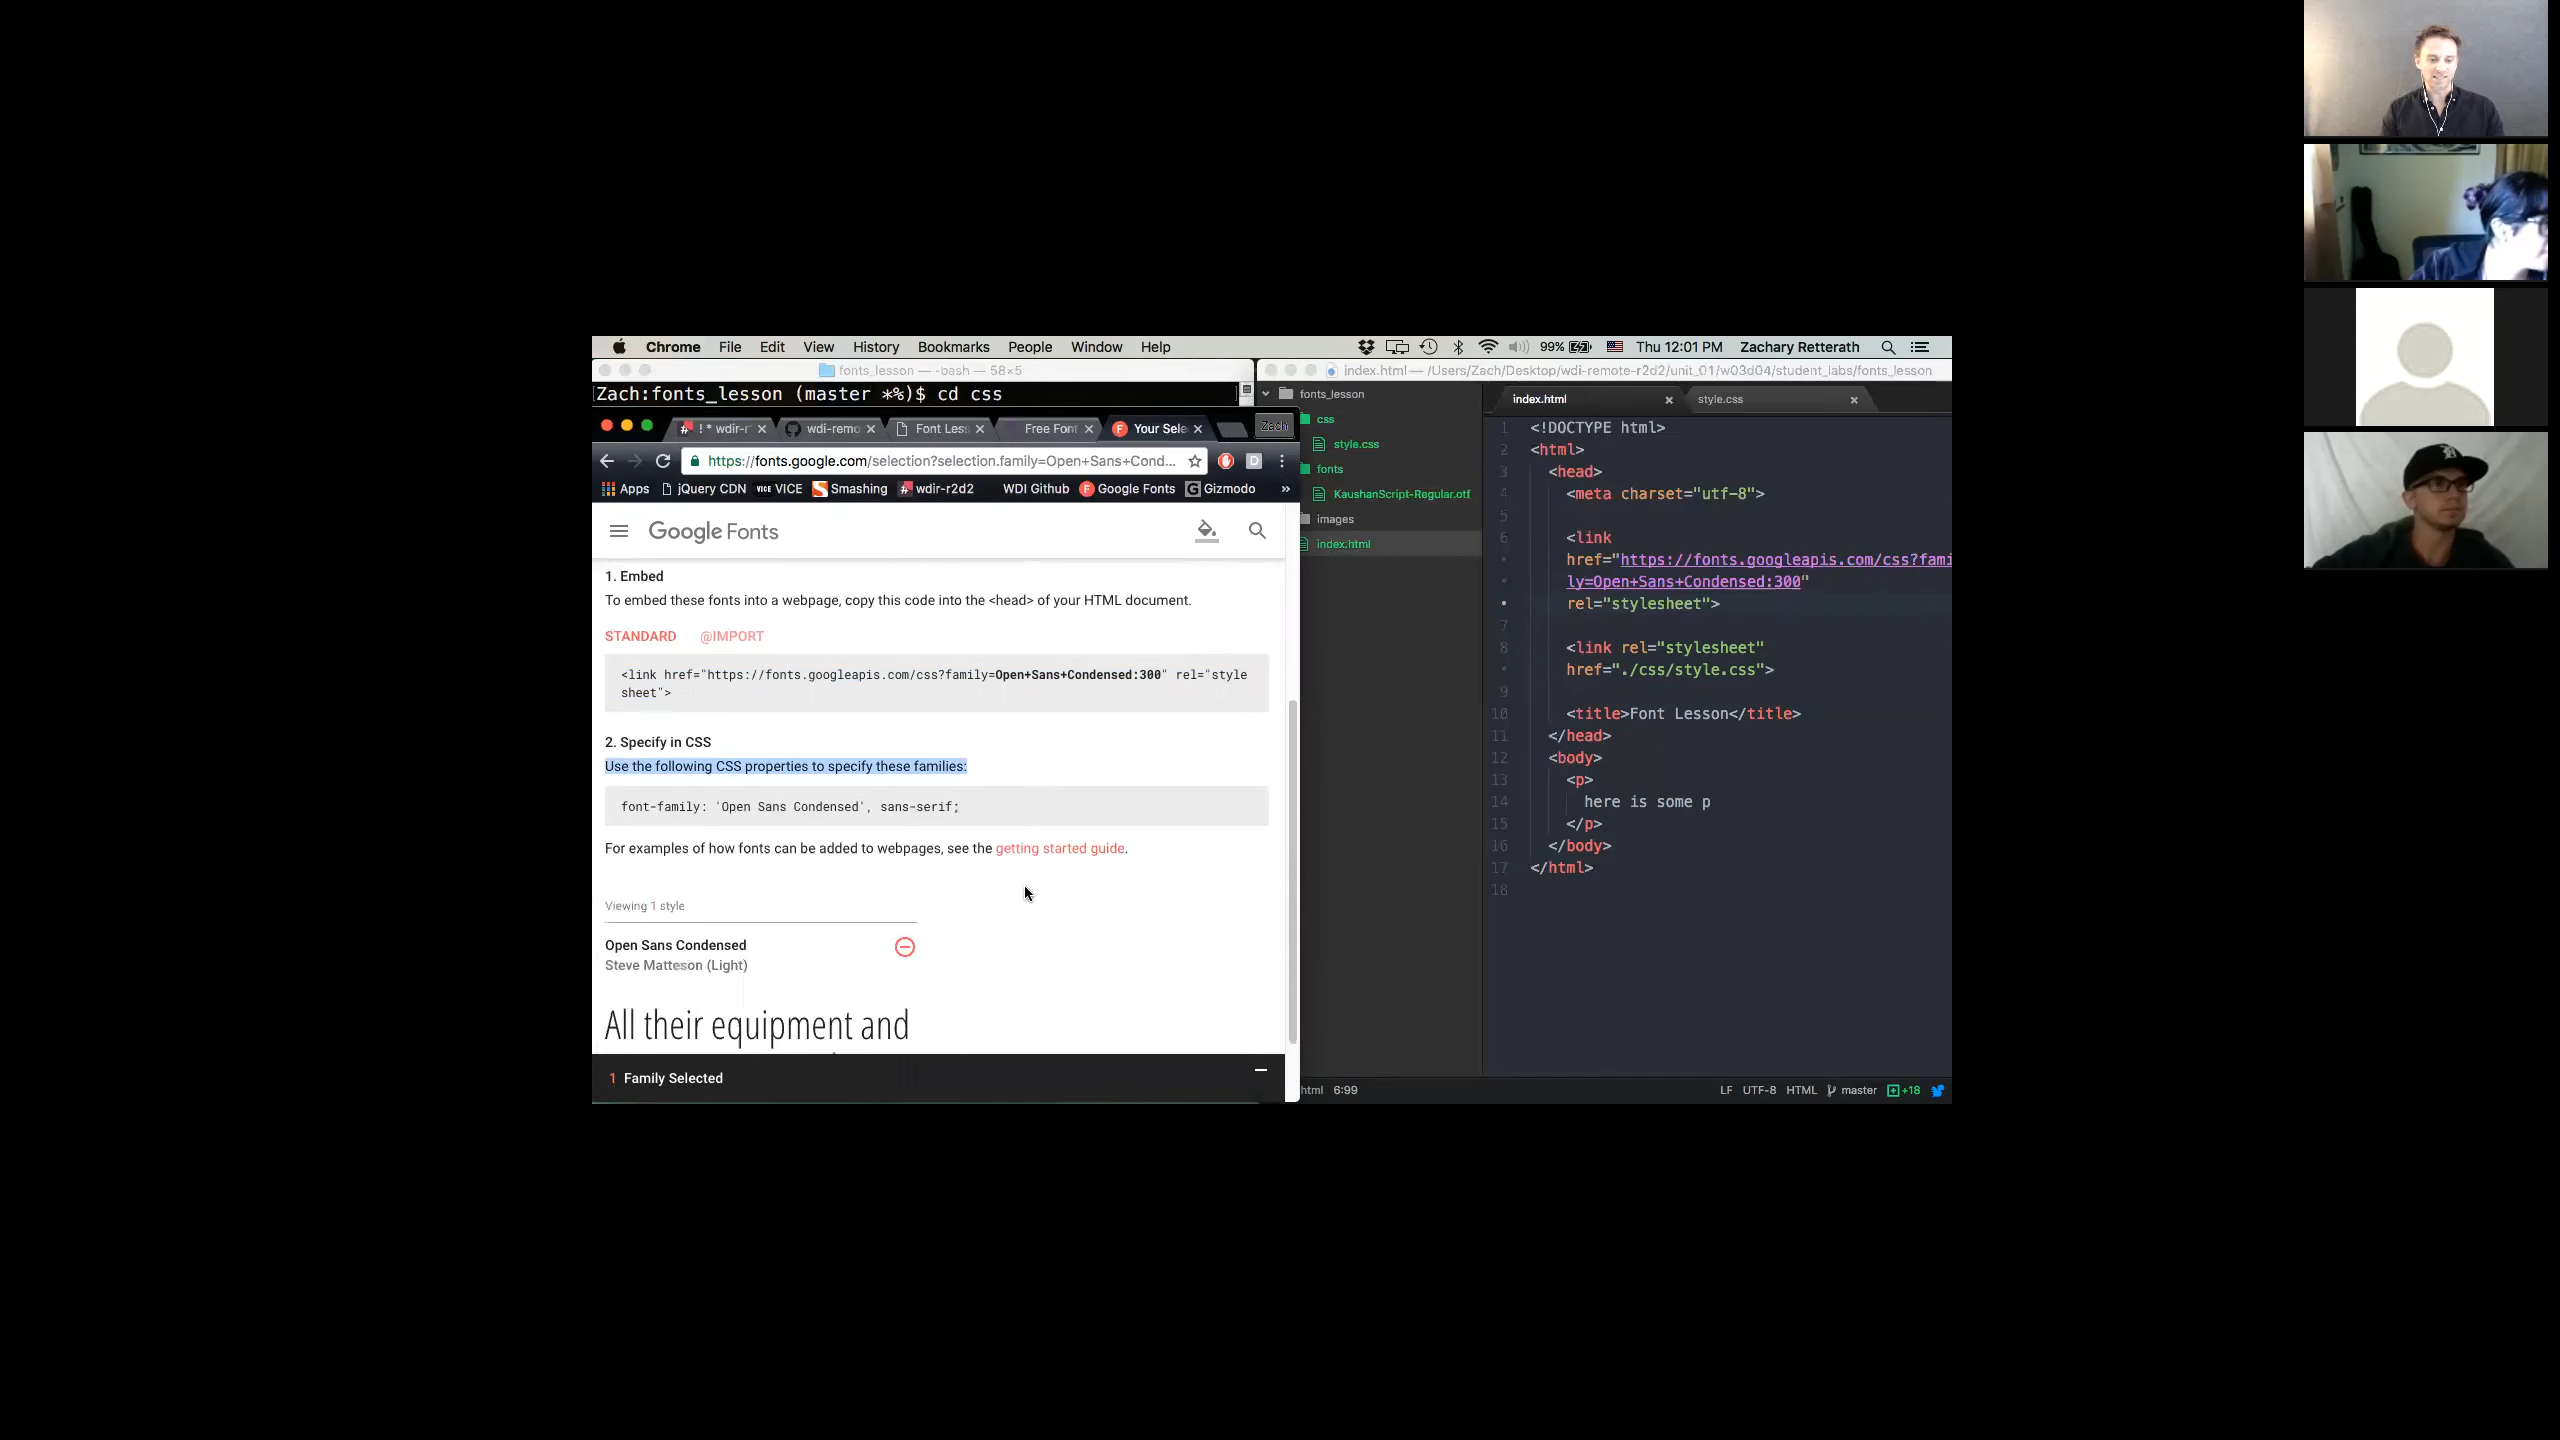 Chrome File Edit View History Bookmarks People Window Help 99% Thu 12:01 PM Zachary Retterath
fonts_lesson — -bash — 58×5
Zach:fonts_lesson (master *%)$ cd css
! * wdir-r wdi-remo Font Less Free Font Your Sele Zach
https://fonts.google.com/selection?selection.family=Open+Sans+Cond...
Apps jQuery CDN VICE VICE Smashing wdir-r2d2 WDI Github Google Fonts Gizmodo »
Google Fonts
1. Embed
To embed these fonts into a webpage, copy this code into the <head> of your HTML document.
STANDARD @IMPORT
<link href="https://fonts.googleapis.com/css?family=Open+Sans+Condensed:300" rel="style
sheet">
2. Specify in CSS
Use the following CSS properties to specify these families:
font-family: 'Open Sans Condensed', sans-serif;
For examples of how fonts can be added to webpages, see the getting started guide.
Viewing 1 style
Open Sans Condensed
Steve Matteson (Light)
All their equipment and
1 Family Selected
index.html — /Users/Zach/Desktop/wdi-remote-r2d2/unit_01/w03d04/student_labs/fonts_lesson
fonts_lesson
css
style.css
fonts
KaushanScript-Regular.otf
images
index.html
index.html style.css
1 <!DOCTYPE html>
2 <html>
3 <head>
4 <meta charset="utf-8">
5
6 <link
href="https://fonts.googleapis.com/css?fami
ly=Open+Sans+Condensed:300"
rel="stylesheet">
7
8 <link rel="stylesheet"
href="./css/style.css">
9
10 <title>Font Lesson</title>
11 </head>
12 <body>
13 <p>
14 here is some p
15 </p>
16 </body>
17 </html>
18
html 6:99 LF UTF-8 HTML master +18